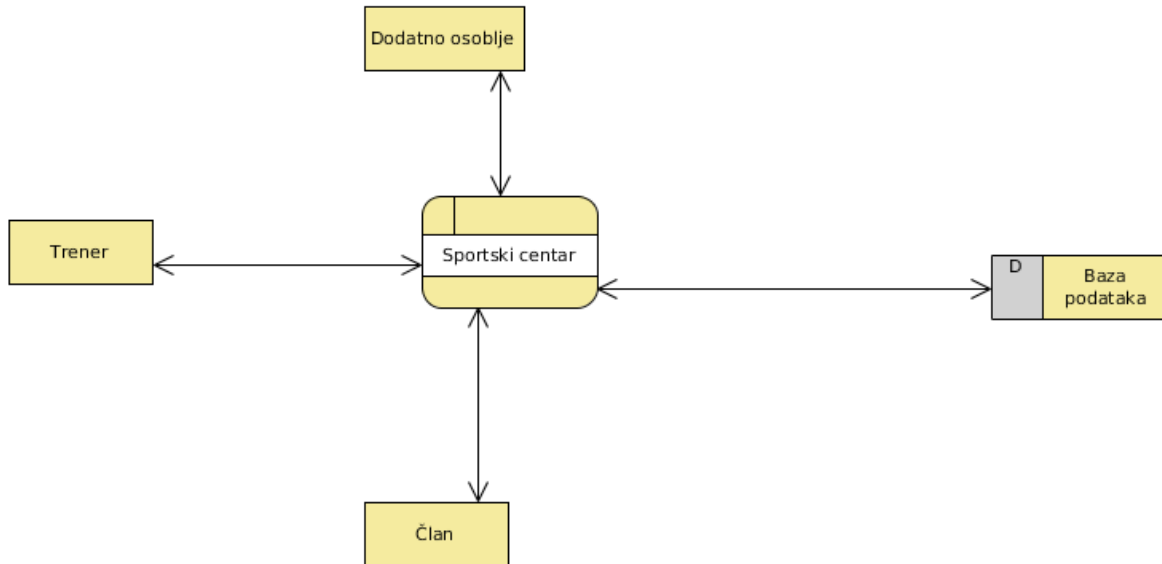 Dodatno osoblje
Trener
Sportski centar
D
Baza
podataka
Član